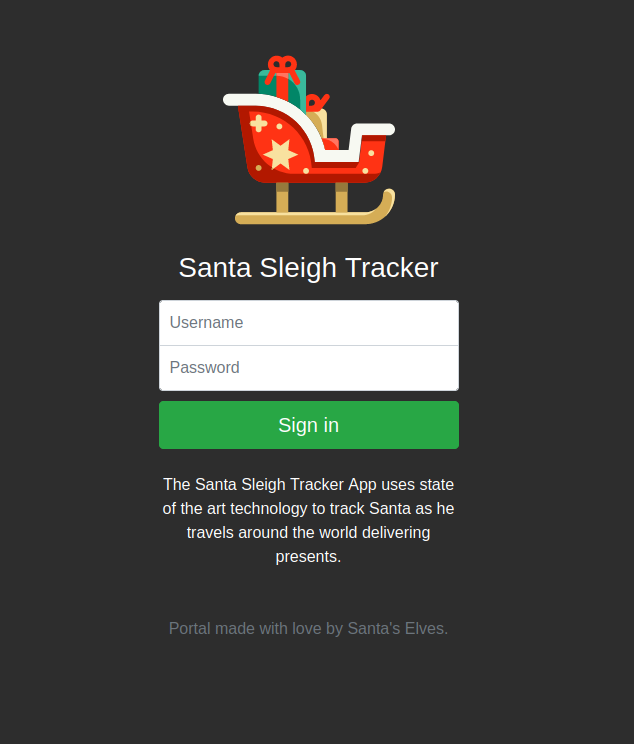 Santa Sleigh Tracker
Username
Password
Sign in
The Santa Sleigh Tracker App uses state
of the art technology to track Santa as he
travels around the world delivering
presents.
Portal made with love by Santa's Elves.